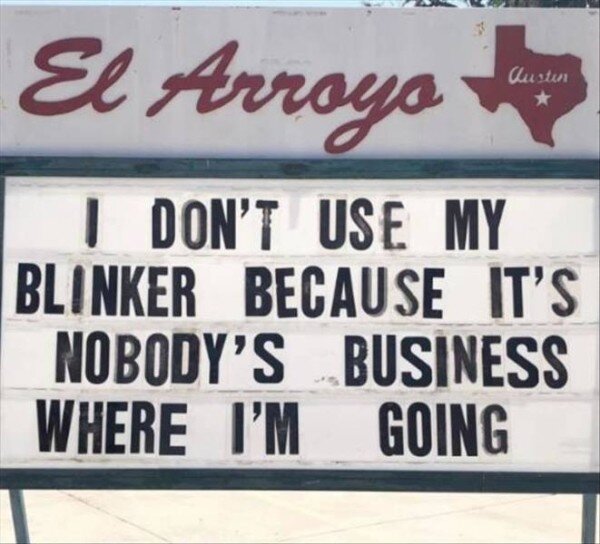 El Arroyo
Austin
I DON'T USE MY
BLINKER BECAUSE IT'S
NOBODY'S BUSINESS
WHERE I'M GOING